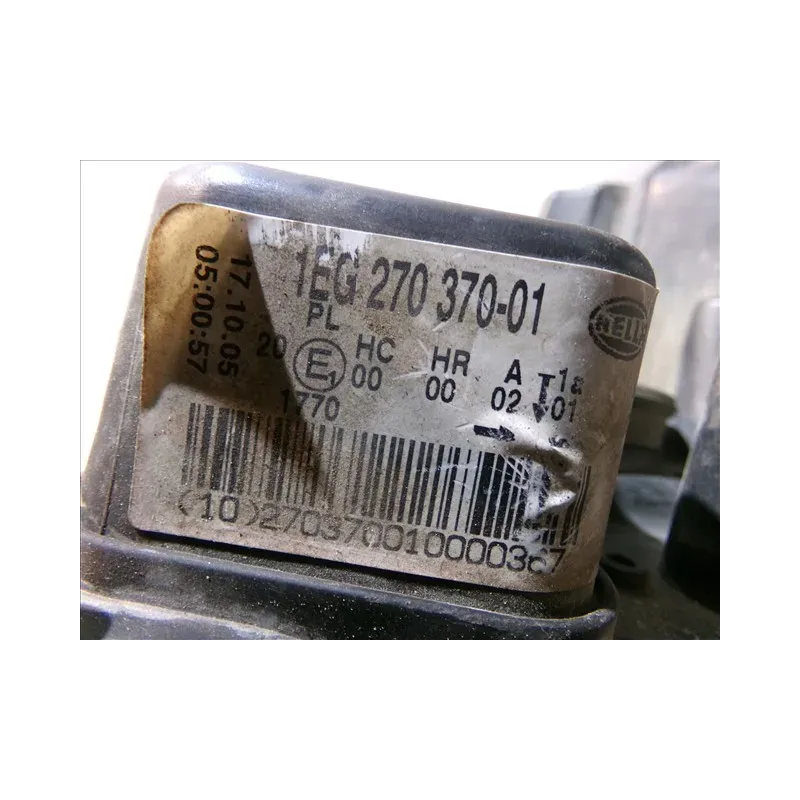 17.10.05
05:00:57
1EG 270 370-01
HELLA
PL
20 E1 HC HR A 1a
00 00 02 01
1770
(10)270370010000367